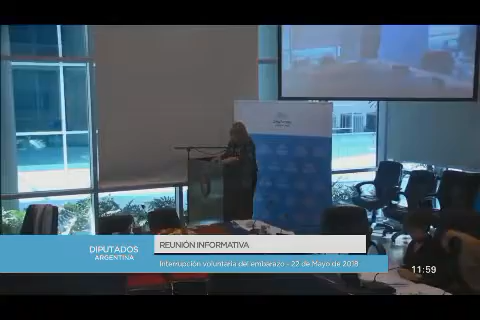 DIPUTADOS
ARGENTINA
REUNIÓN INFORMATIVA
Interrupción voluntaria del embarazo - 22 de Mayo de 2018
11:59